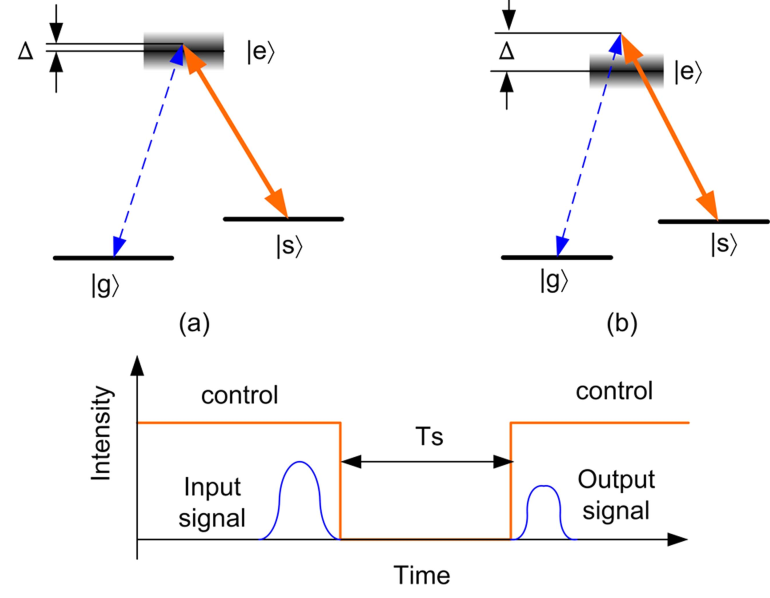 Δ
|e⟩
|s⟩
|g⟩
(a)
Δ
|e⟩
|s⟩
|g⟩
(b)
Intensity
control
control
Ts
Input
signal
Output
signal
Time